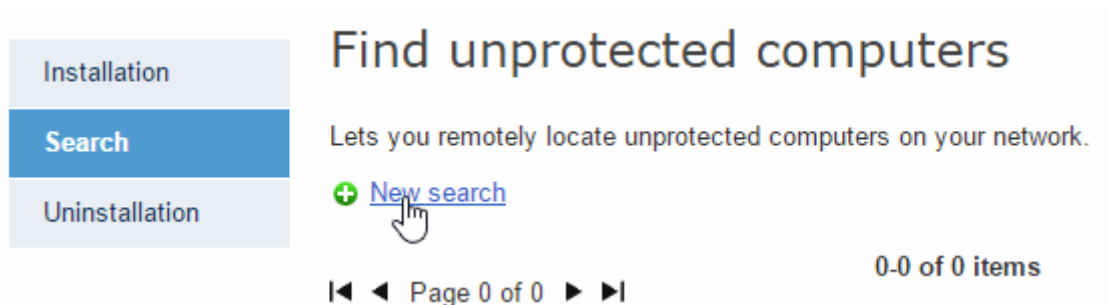 Installation
Search
Uninstallation
Find unprotected computers
Lets you remotely locate unprotected computers on your network.
New search
0-0 of 0 items
Page 0 of 0